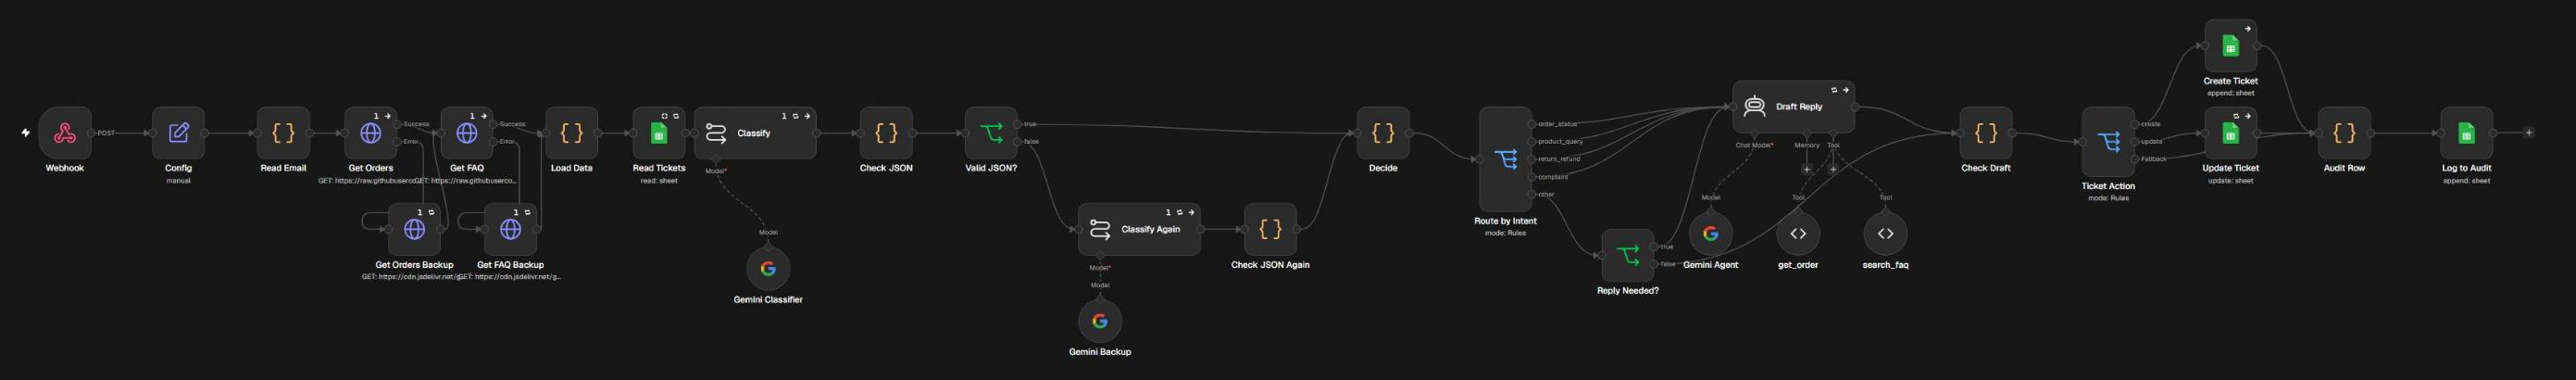 Webhook
POST
Config
manual
Read Email
1
Get Orders
GET: https://raw.githubuserco...
Success
Error
1
Get FAQ
GET: https://raw.githubuserco...
Success
Error
1
Get Orders Backup
GET: https://cdn.jsdelivr.net/g...
1
Get FAQ Backup
GET: https://cdn.jsdelivr.net/g...
Load Data
Read Tickets
read: sheet
1
Classify
Model*
Model
Gemini Classifier
Check JSON
Valid JSON?
true
false
1
Classify Again
Model*
Model
Gemini Backup
Check JSON Again
Decide
Route by Intent
mode: Rules
order_status
product_query
return_refund
complaint
other
Reply Needed?
true
false
Draft Reply
Chat Model*
Memory
Tool
Model
Gemini Agent
Tool
get_order
Tool
search_faq
Check Draft
Ticket Action
mode: Rules
create
update
Fallback
Create Ticket
append: sheet
Update Ticket
update: sheet
Audit Row
Log to Audit
append: sheet